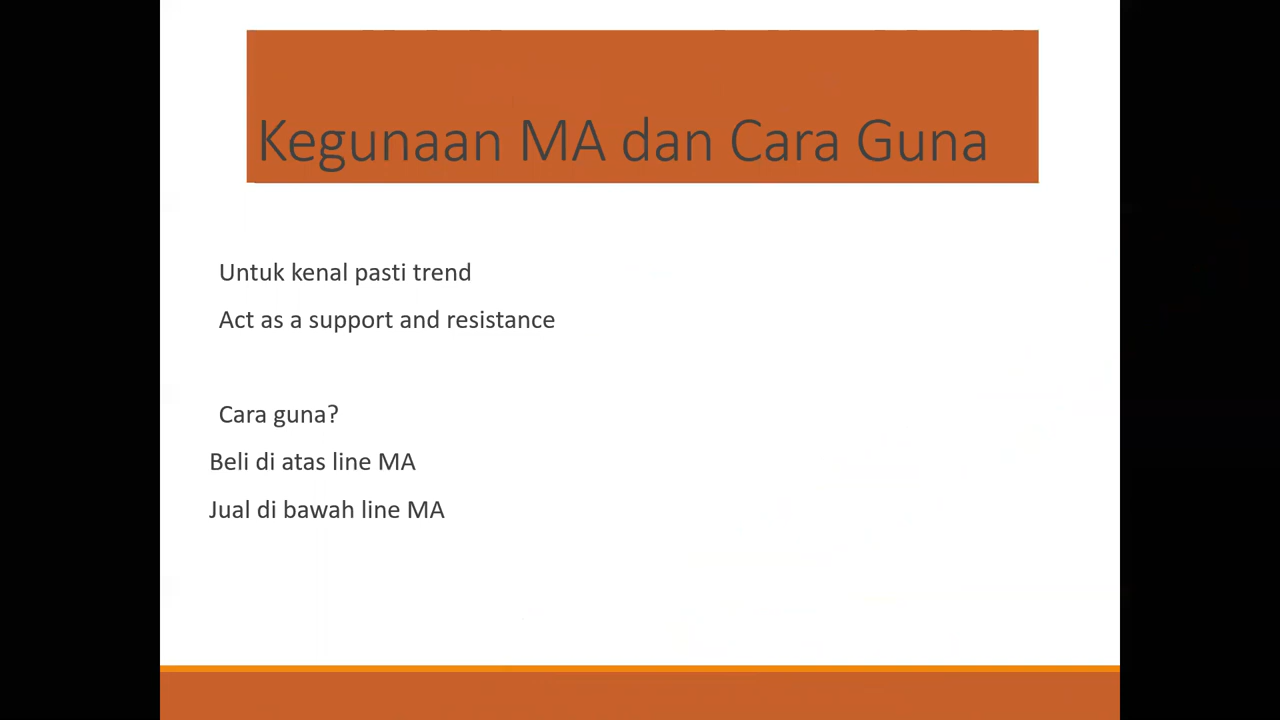 Kegunaan MA dan Cara Guna
Untuk kenal pasti trend
Act as a support and resistance
Cara guna?
Beli di atas line MA
Jual di bawah line MA